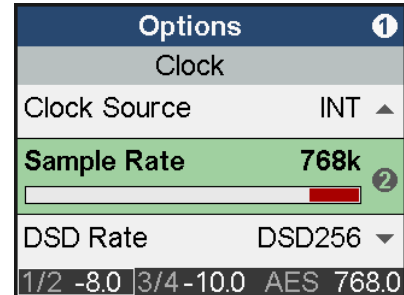 Options 1
Clock
Clock Source INT
Sample Rate 768k
2
DSD Rate DSD256
1/2 -8.0 3/4 -10.0 AES 768.0